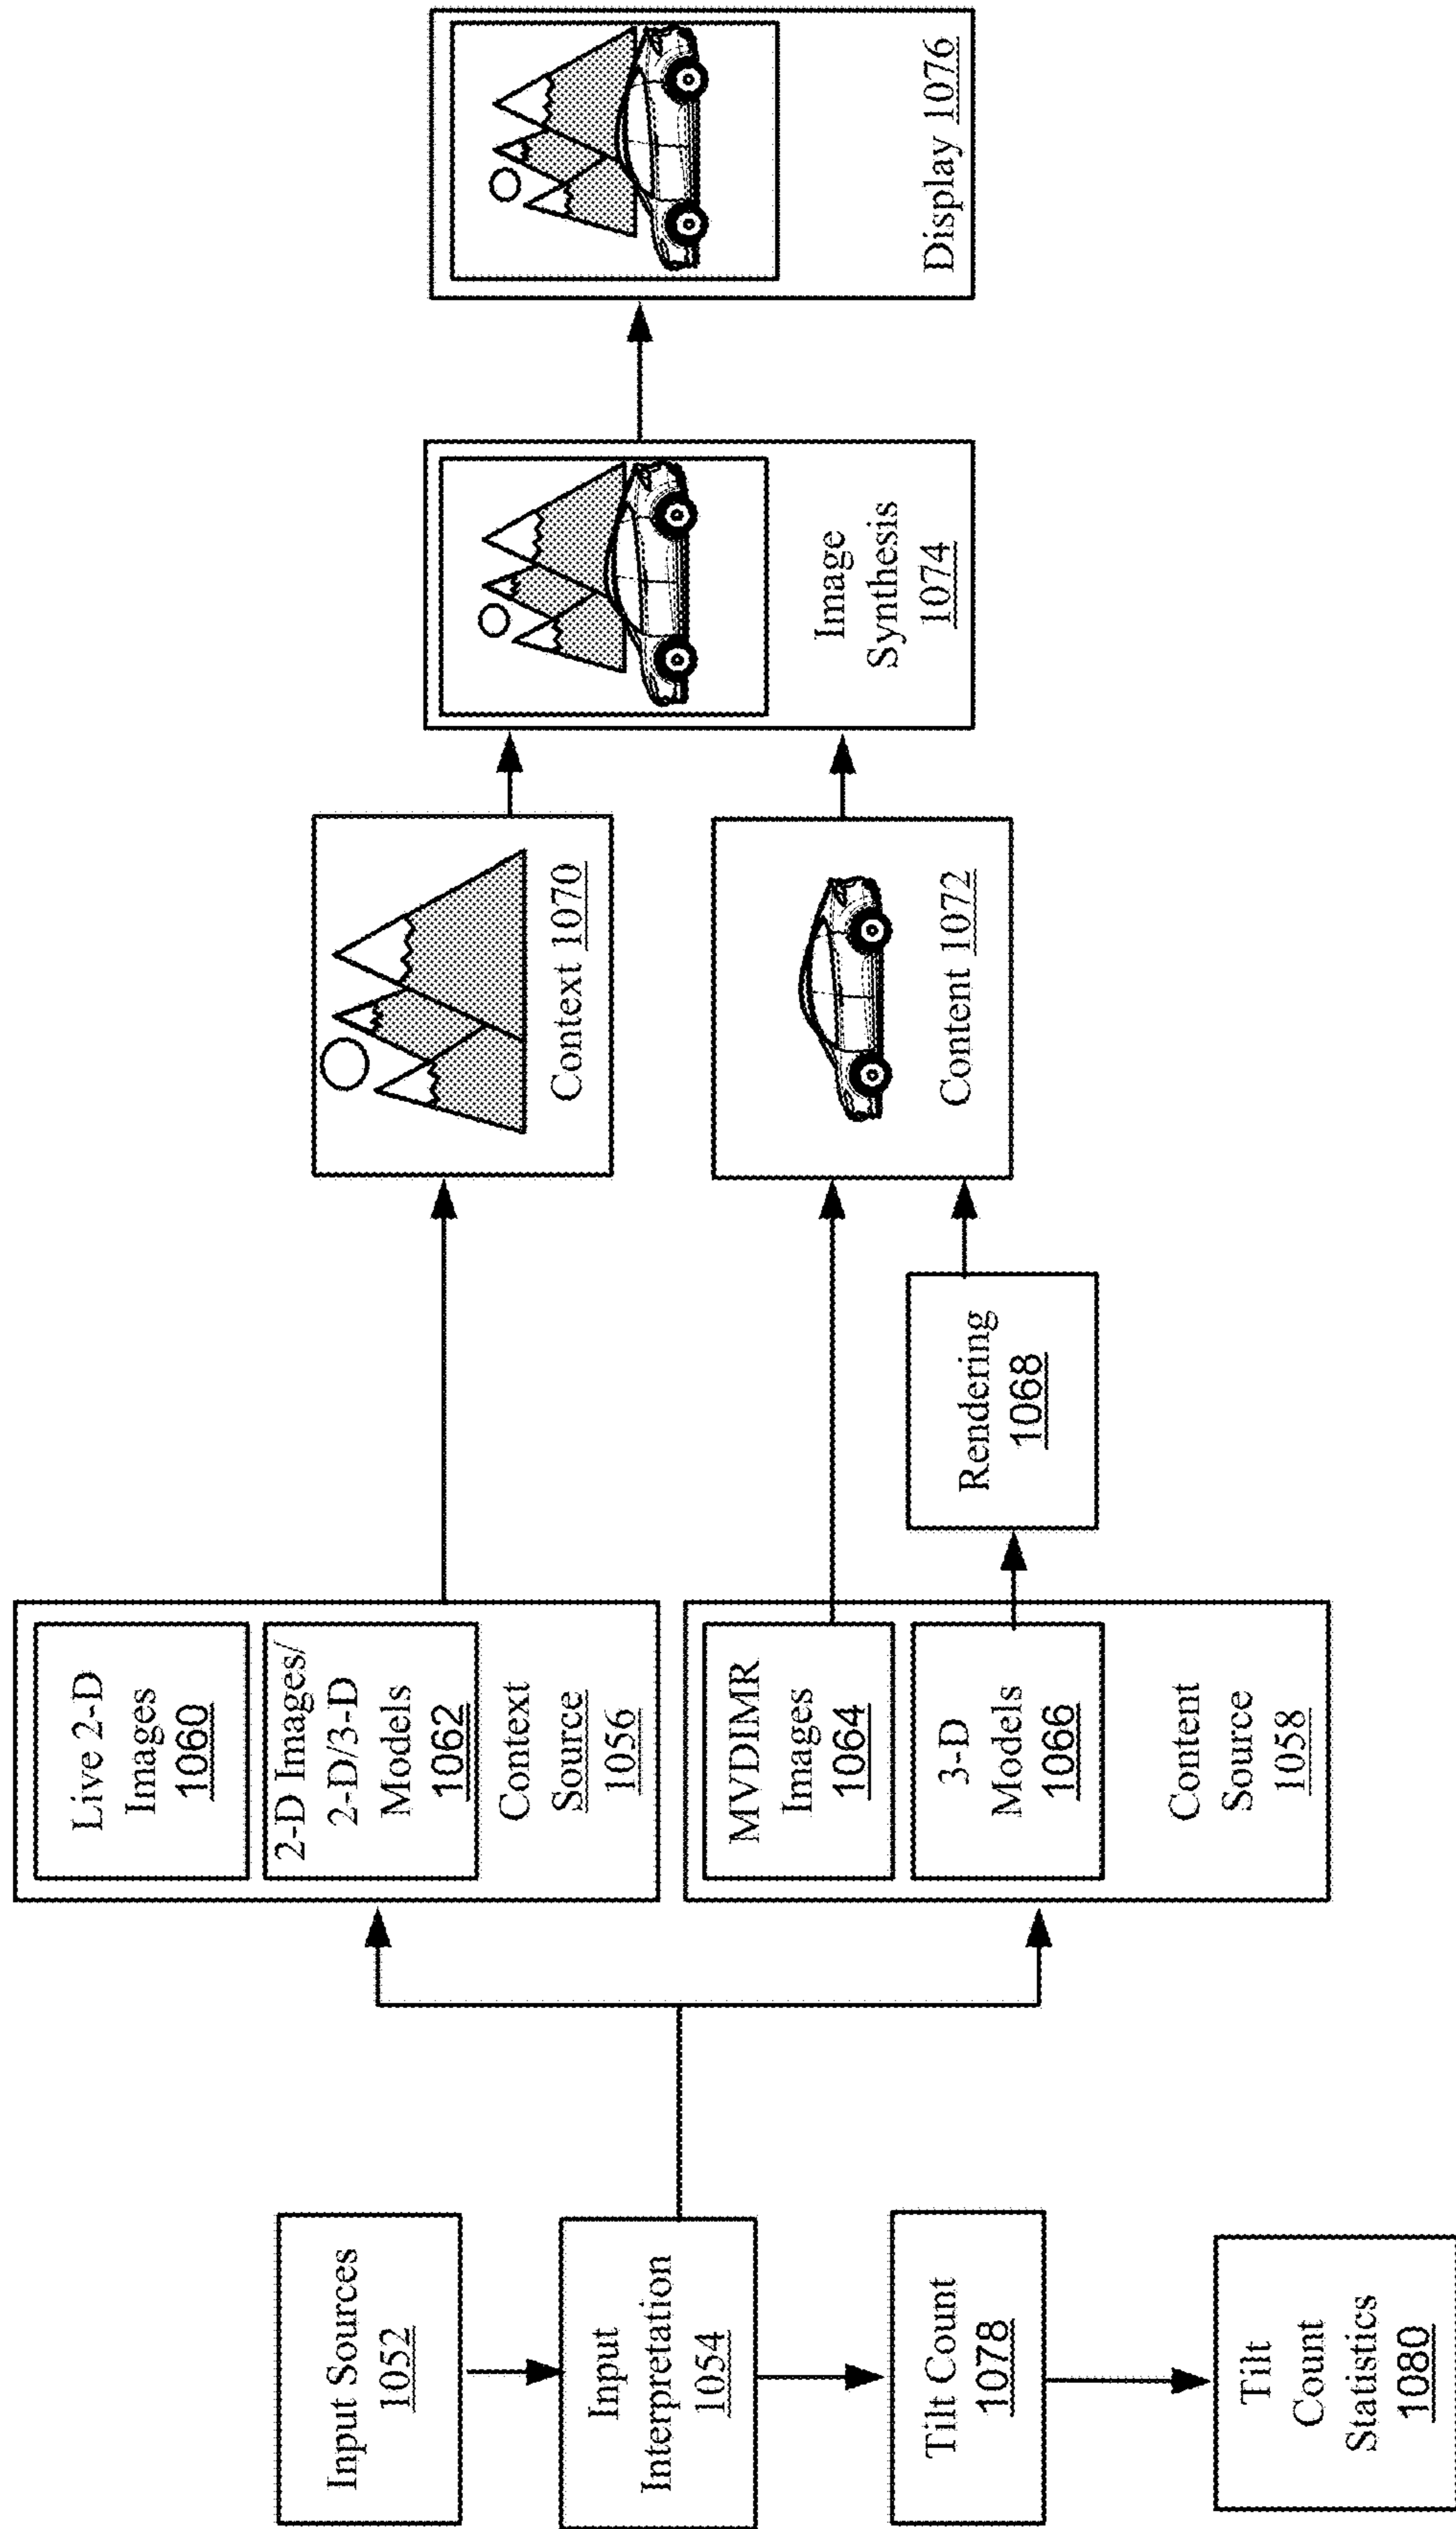 Input Sources
1052
Input
Interpretation
1054
Tilt Count
1078
Tilt
Count
Statistics
1080
Live 2-D
Images
1060
2-D Images/
2-D/3-D
Models
1062
Context
Source
1056
MVDIMR
Images
1064
3-D
Models
1066
Content
Source
1058
Rendering
1068
Context 1070
Content 1072
Image
Synthesis
1074
Display 1076